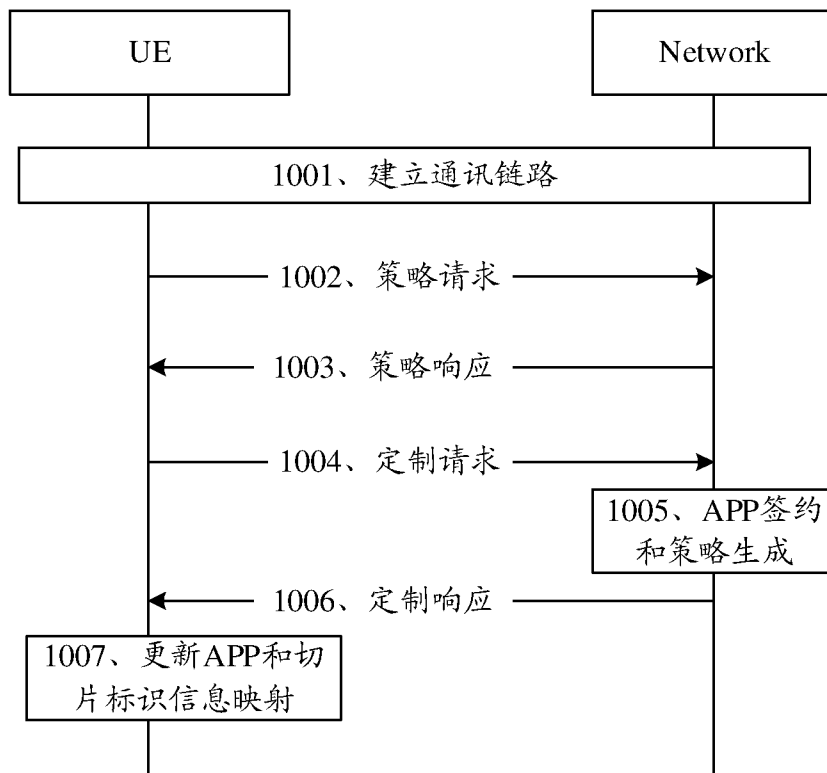 UE
Network
1001、建立通讯链路
1002、策略请求
1003、策略响应
1004、定制请求
1005、APP签约
和策略生成
1006、定制响应
1007、更新APP和切
片标识信息映射